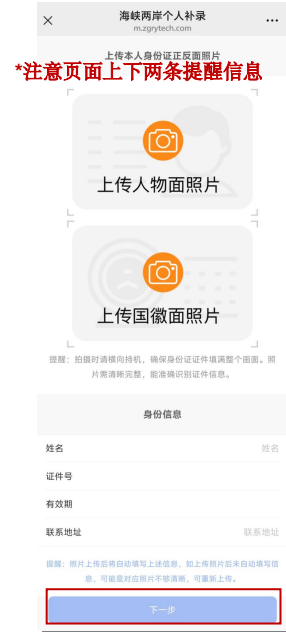 海峡两岸个人补录
m.zgrytech.com
上传本人身份证正反面照片
*注意页面上下两条提醒信息
上传人物面照片
上传国徽面照片
提醒：拍摄时请横向持机，确保身份证证件填满整个画面。照
片需清晰完整，能准确识别证件信息。
身份信息
姓名 姓名
证件号
有效期
联系地址 联系地址
提醒：照片上传后将自动填写上述信息，如上传照片后未自动填写信
息，可能是对应照片不够清晰，可重新上传。
下一步